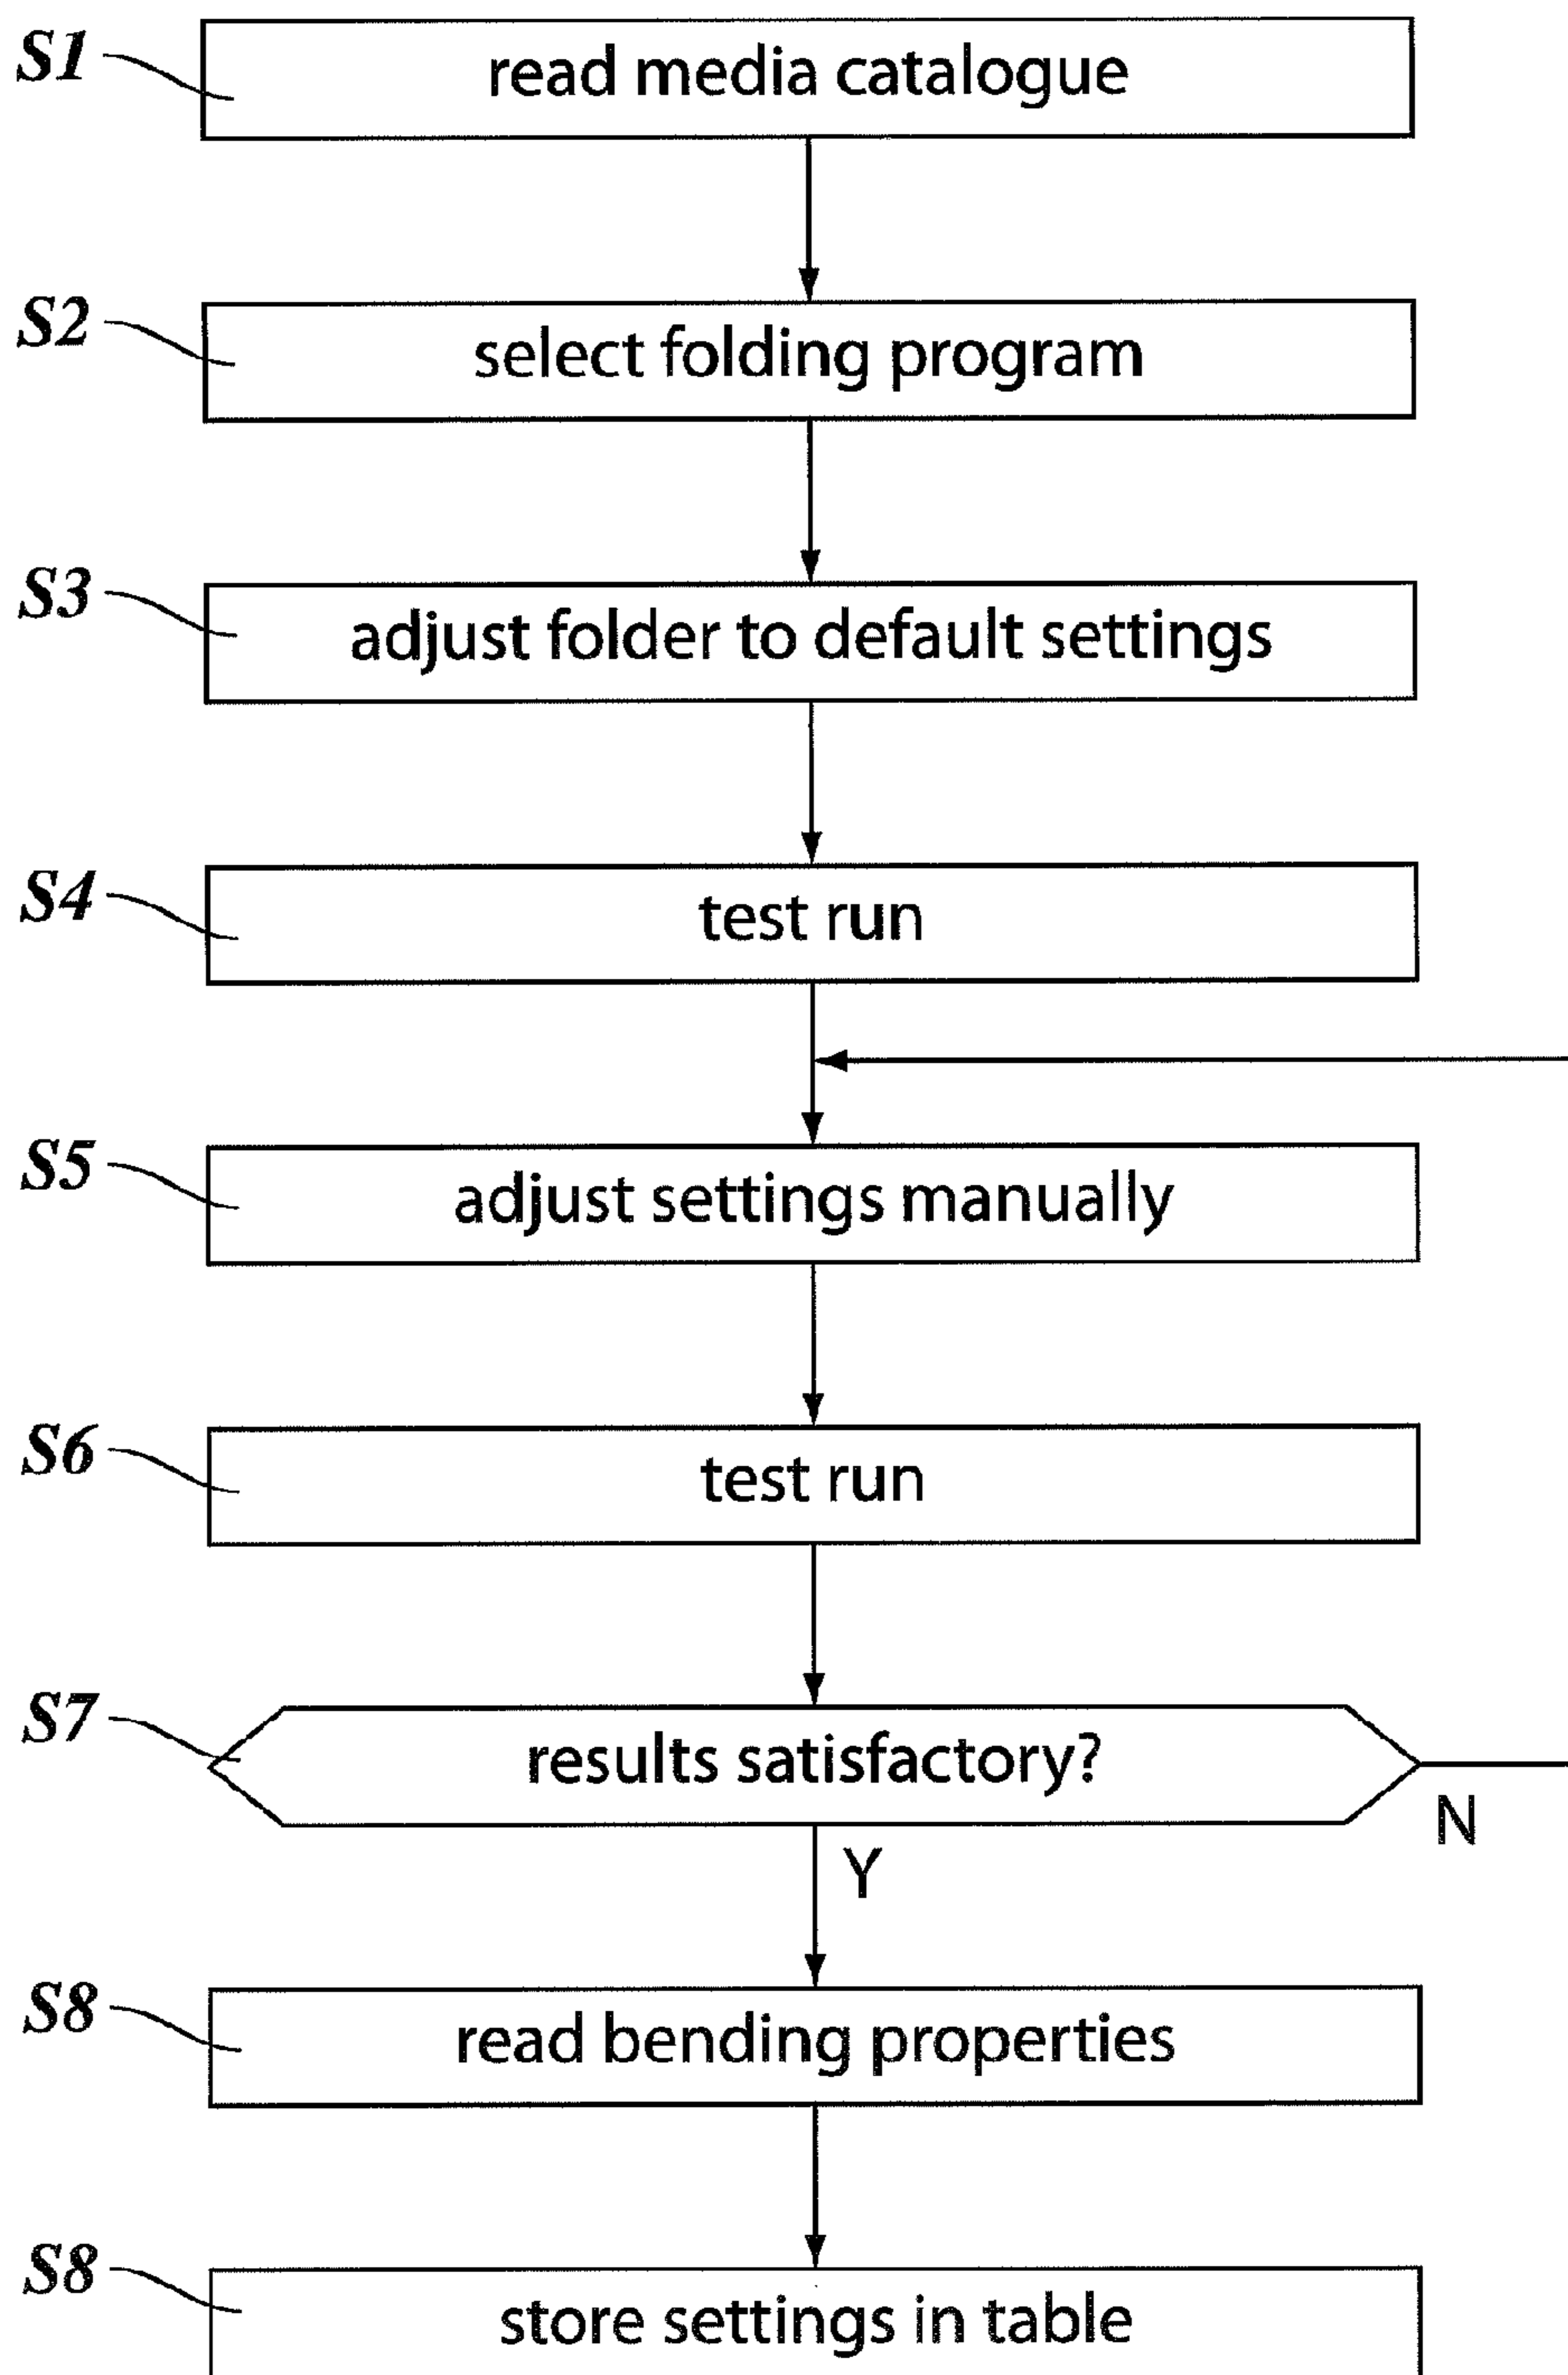 S1 read media catalogue
S2 select folding program
S3 adjust folder to default settings
S4 test run
S5 adjust settings manually
S6 test run
S7 results satisfactory?
N
Y
S8 read bending properties
S8 store settings in table